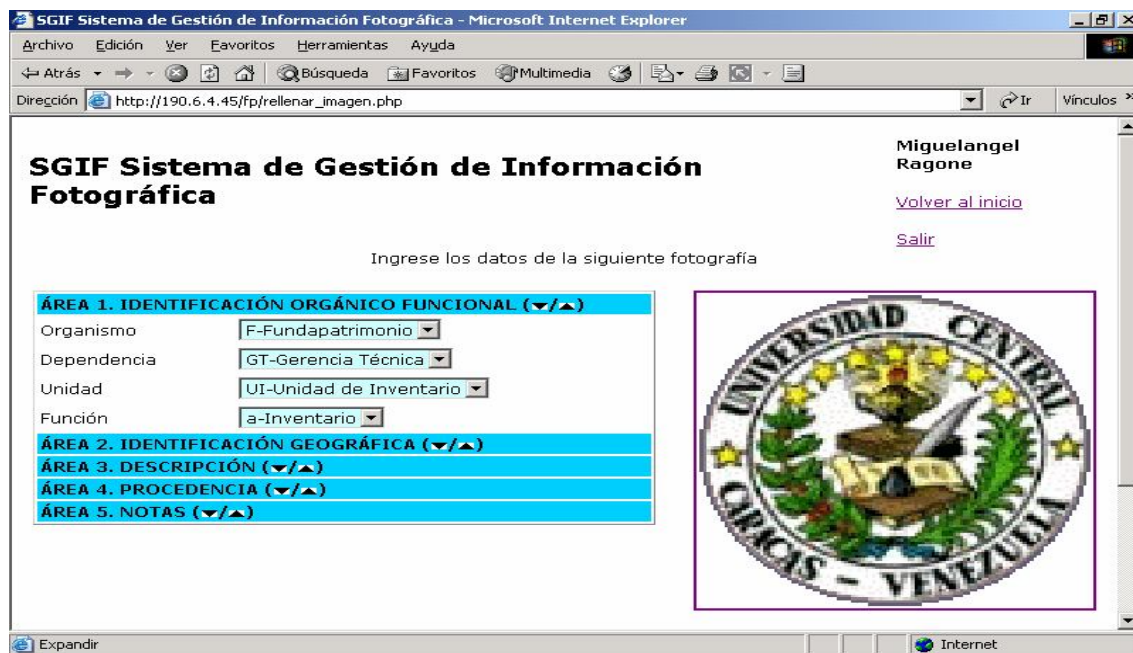 SGIF Sistema de Gestión de Información Fotográfica - Microsoft Internet Explorer
Archivo Edición Ver Favoritos Herramientas Ayuda
Atrás Búsqueda Favoritos Multimedia
Dirección http://190.6.4.45/fp/rellenar_imagen.php Ir Vínculos »
SGIF Sistema de Gestión de Información
Fotográfica
Miguelangel
Ragone
Volver al inicio
Salir
Ingrese los datos de la siguiente fotografía
ÁREA 1. IDENTIFICACIÓN ORGÁNICO FUNCIONAL (▼/▲)
Organismo F-Fundapatrimonio
Dependencia GT-Gerencia Técnica
Unidad UI-Unidad de Inventario
Función a-Inventario
ÁREA 2. IDENTIFICACIÓN GEOGRÁFICA (▼/▲)
ÁREA 3. DESCRIPCIÓN (▼/▲)
ÁREA 4. PROCEDENCIA (▼/▲)
ÁREA 5. NOTAS (▼/▲)
UNIVERSIDAD CENTRAL
CARACAS - VENEZUELA
Expandir Internet